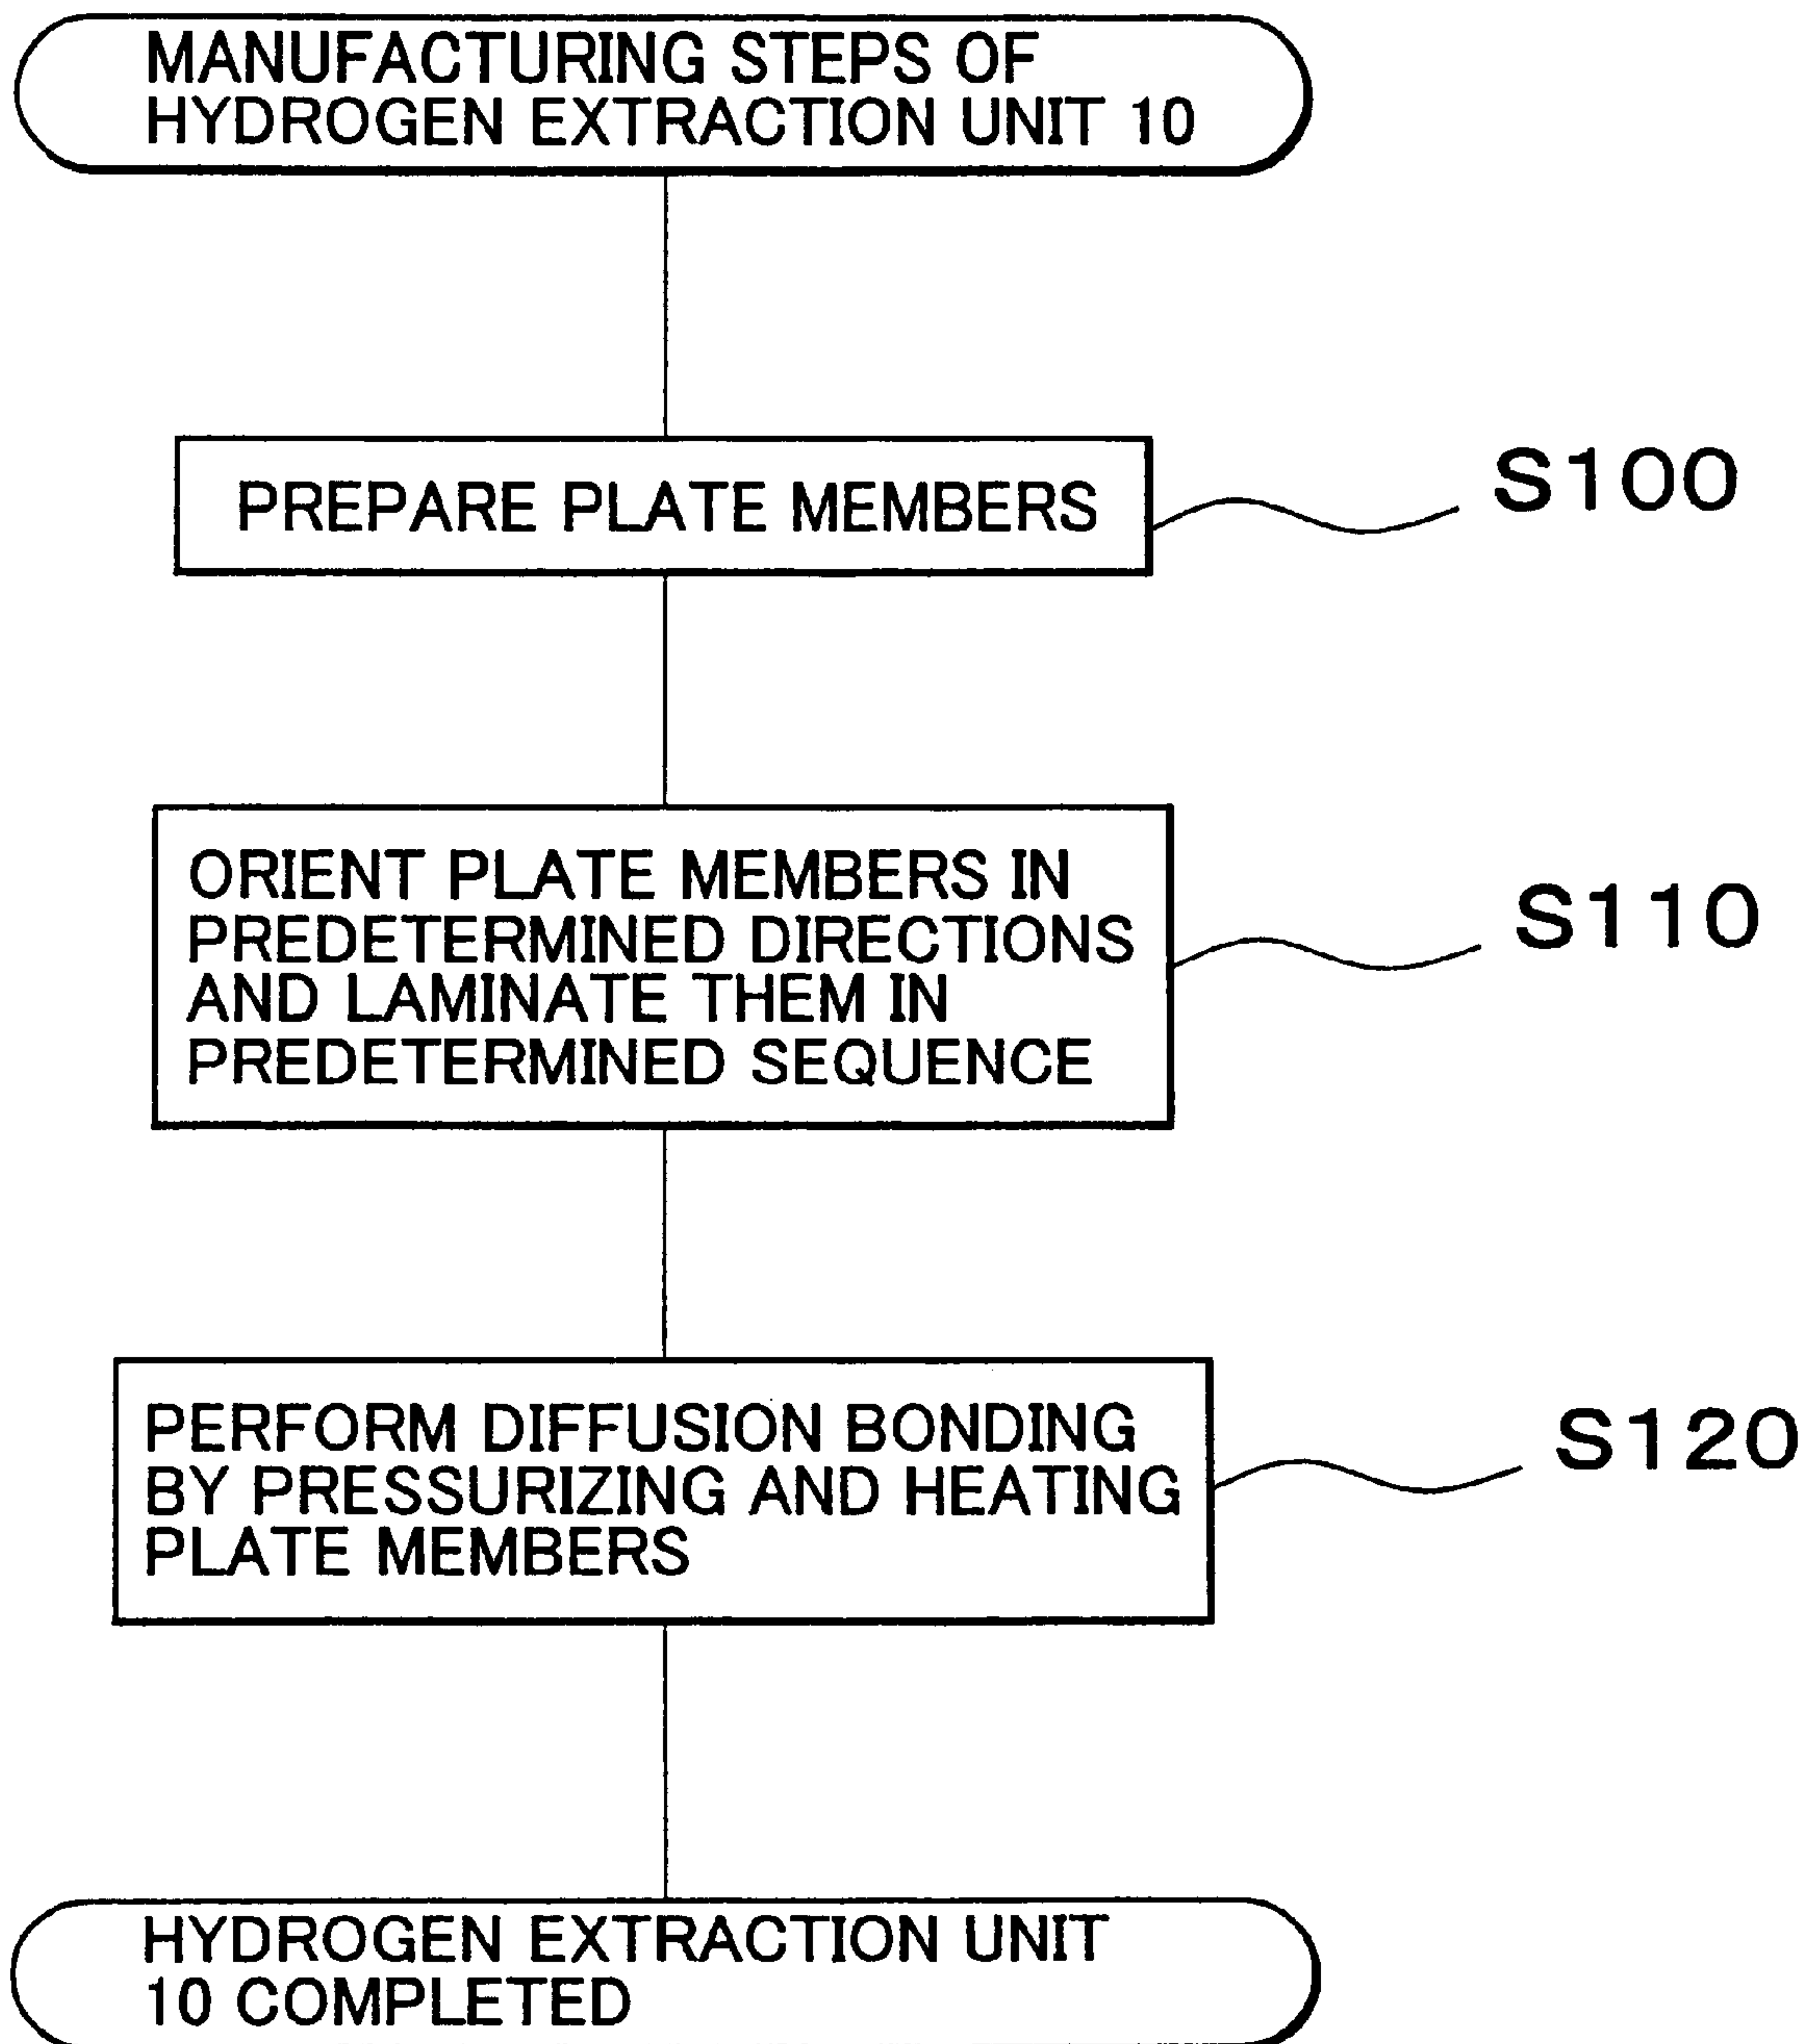 MANUFACTURING STEPS OF
HYDROGEN EXTRACTION UNIT 10
PREPARE PLATE MEMBERS
S100
ORIENT PLATE MEMBERS IN
PREDETERMINED DIRECTIONS
AND LAMINATE THEM IN
PREDETERMINED SEQUENCE
S110
PERFORM DIFFUSION BONDING
BY PRESSURIZING AND HEATING
PLATE MEMBERS
S120
HYDROGEN EXTRACTION UNIT
10 COMPLETED